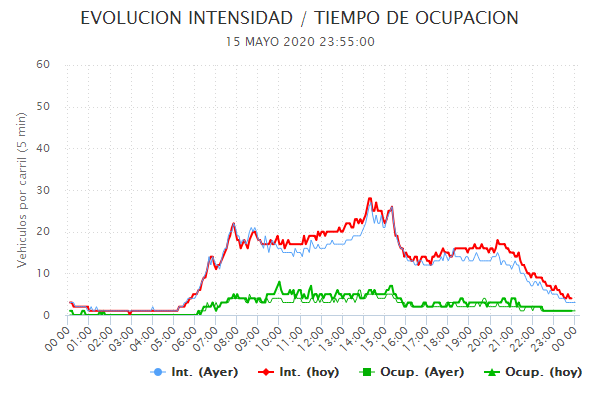 EVOLUCION INTENSIDAD / TIEMPO DE OCUPACION
15 MAYO 2020 23:55:00
Vehículos por carril (5 min)
60
50
40
30
20
10
0
00:00 01:00 02:00 03:00 04:00 05:00 06:00 07:00 08:00 09:00 10:00 11:00 12:00 13:00 14:00 15:00 16:00 17:00 18:00 19:00 20:00 21:00 22:00 23:00 00:00
Int. (Ayer) Int. (hoy) Ocup. (Ayer) Ocup. (hoy)